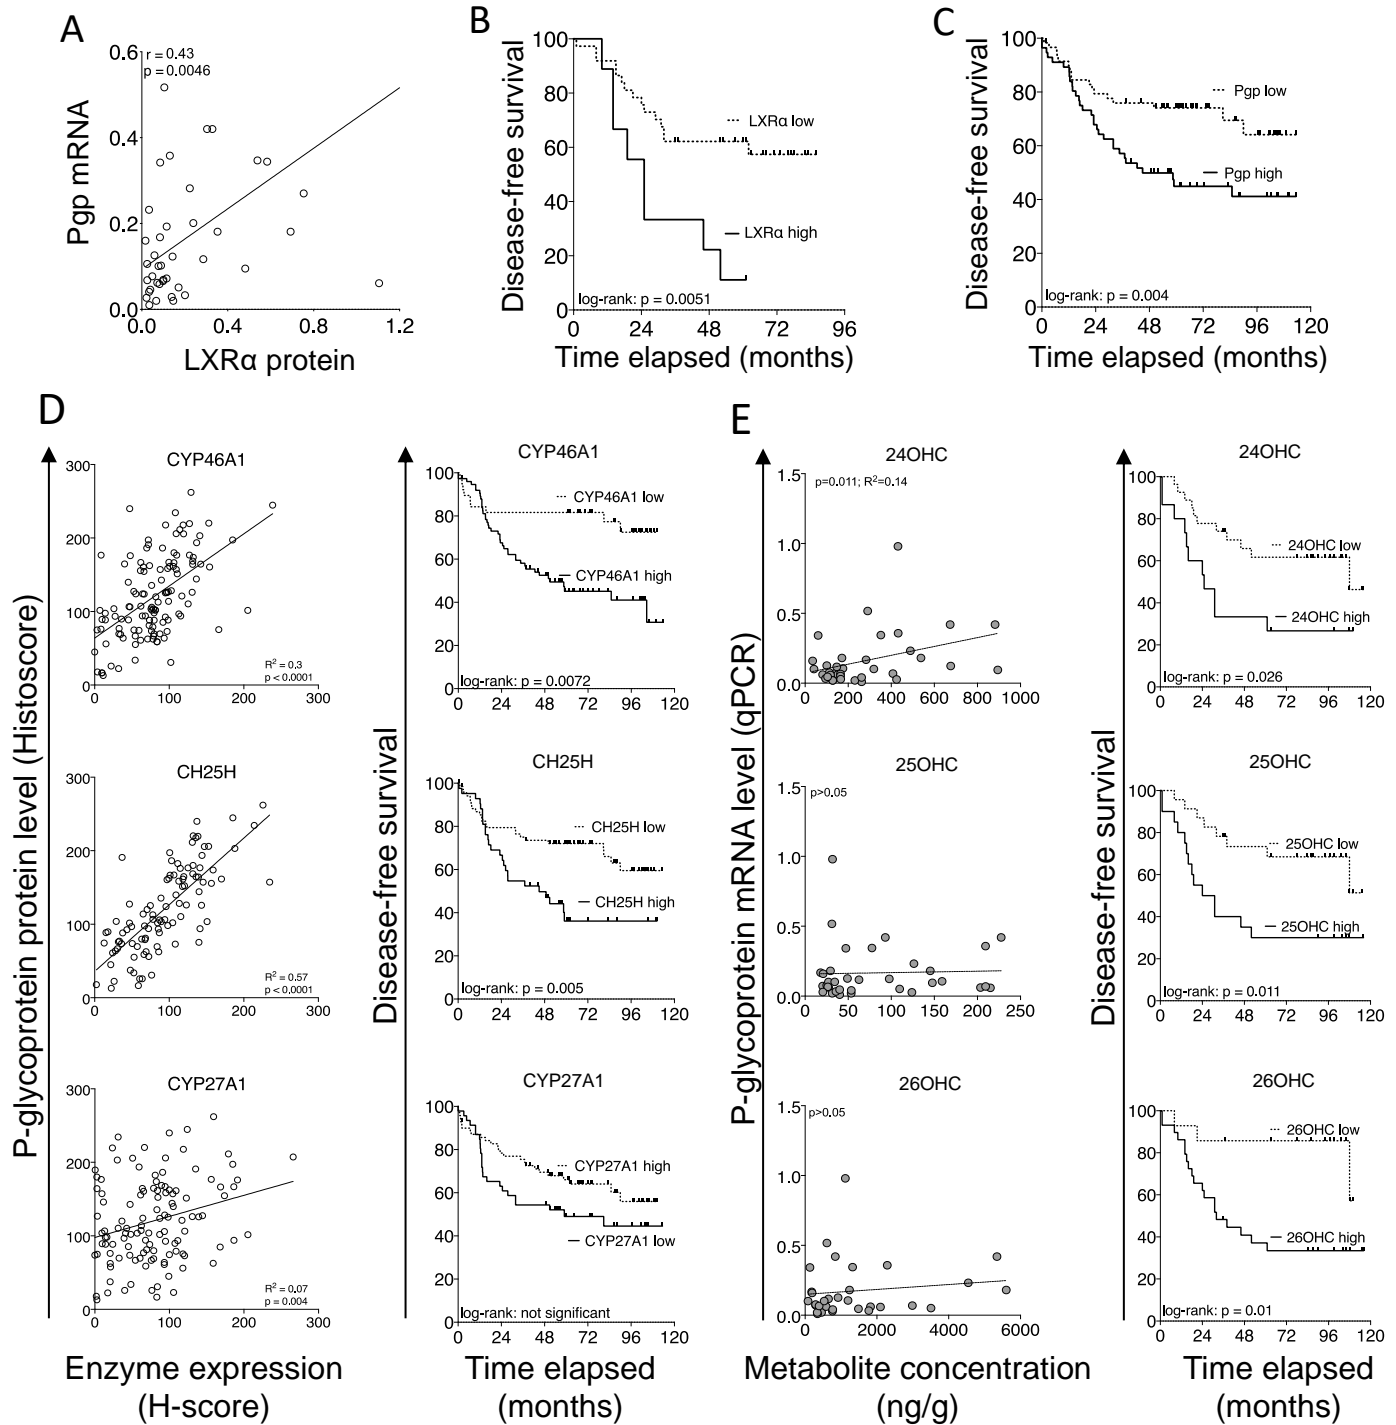 A
r = 0.43
p = 0.0046
0.6
0.4
0.2
0.0
0.0 0.4 0.8 1.2
Pgp mRNA
LXRα protein
B
Disease-free survival
100
80
60
40
20
0
LXRα low
LXRα high
log-rank: p = 0.0051
0 24 48 72 96
Time elapsed (months)
C
Disease-free survival
100
80
60
40
20
0
Pgp low
Pgp high
log-rank: p = 0.004
0 24 48 72 96 120
Time elapsed (months)
D
P-glycoprotein protein level (Histoscore)
CYP46A1
300
200
100
0
R² = 0.3
p < 0.0001
0 100 200 300
CH25H
300
200
100
0
R² = 0.57
p < 0.0001
0 100 200 300
CYP27A1
300
200
100
0
R² = 0.07
p = 0.004
0 100 200 300
Enzyme expression
(H-score)
Disease-free survival
CYP46A1
100
80
60
40
20
0
CYP46A1 low
CYP46A1 high
log-rank: p = 0.0072
0 24 48 72 96 120
CH25H
100
80
60
40
20
0
CH25H low
CH25H high
log-rank: p = 0.005
0 24 48 72 96 120
CYP27A1
100
80
60
40
20
0
CYP27A1 high
CYP27A1 low
log-rank: not significant
0 24 48 72 96 120
Time elapsed
(months)
E
P-glycoprotein mRNA level (qPCR)
24OHC
1.5
1.0
0.5
0.0
p=0.011; R²=0.14
0 200 400 600 800 1000
25OHC
1.5
1.0
0.5
0.0
p>0.05
0 50 100 150 200 250
26OHC
1.5
1.0
0.5
0.0
p>0.05
0 2000 4000 6000
Metabolite concentration
(ng/g)
Disease-free survival
24OHC
100
80
60
40
20
0
24OHC low
24OHC high
log-rank: p = 0.026
0 24 48 72 96 120
25OHC
100
80
60
40
20
0
25OHC low
25OHC high
log-rank: p = 0.011
0 24 48 72 96 120
26OHC
100
80
60
40
20
0
26OHC low
26OHC high
log-rank: p = 0.01
0 24 48 72 96 120
Time elapsed
(months)